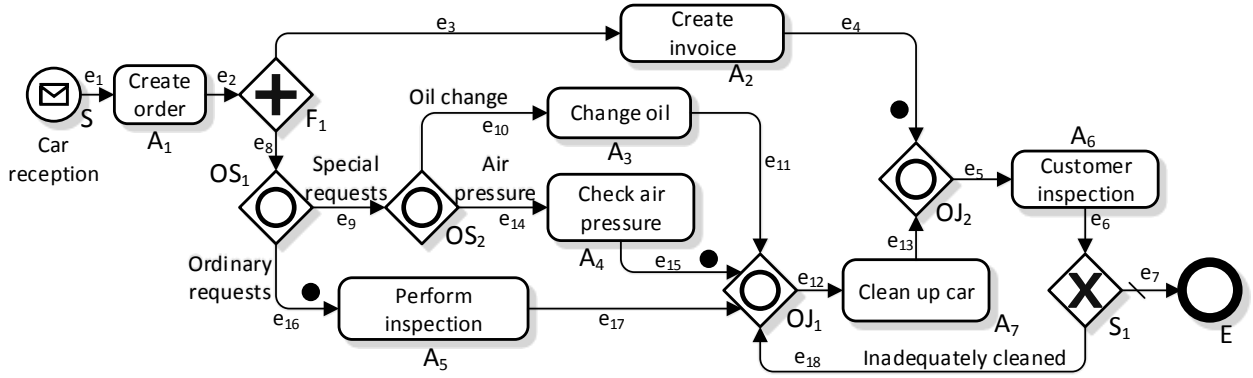 e₃
Create
invoice
A₂
e₄
e₁
S
Car
reception
Create
order
A₁
e₂
F₁
e₈
Oil change
e₁₀
Change oil
A₃
e₁₁
OS₁
Special
requests
e₉
OS₂
Air
pressure
e₁₄
Check air
pressure
A₄
e₁₅
OJ₂
e₅
A₆
Customer
inspection
e₆
e₁₃
Ordinary
requests
e₁₆
Perform
inspection
A₅
e₁₇
OJ₁
e₁₂
Clean up car
A₇
X
S₁
e₇
E
e₁₈
Inadequately cleaned